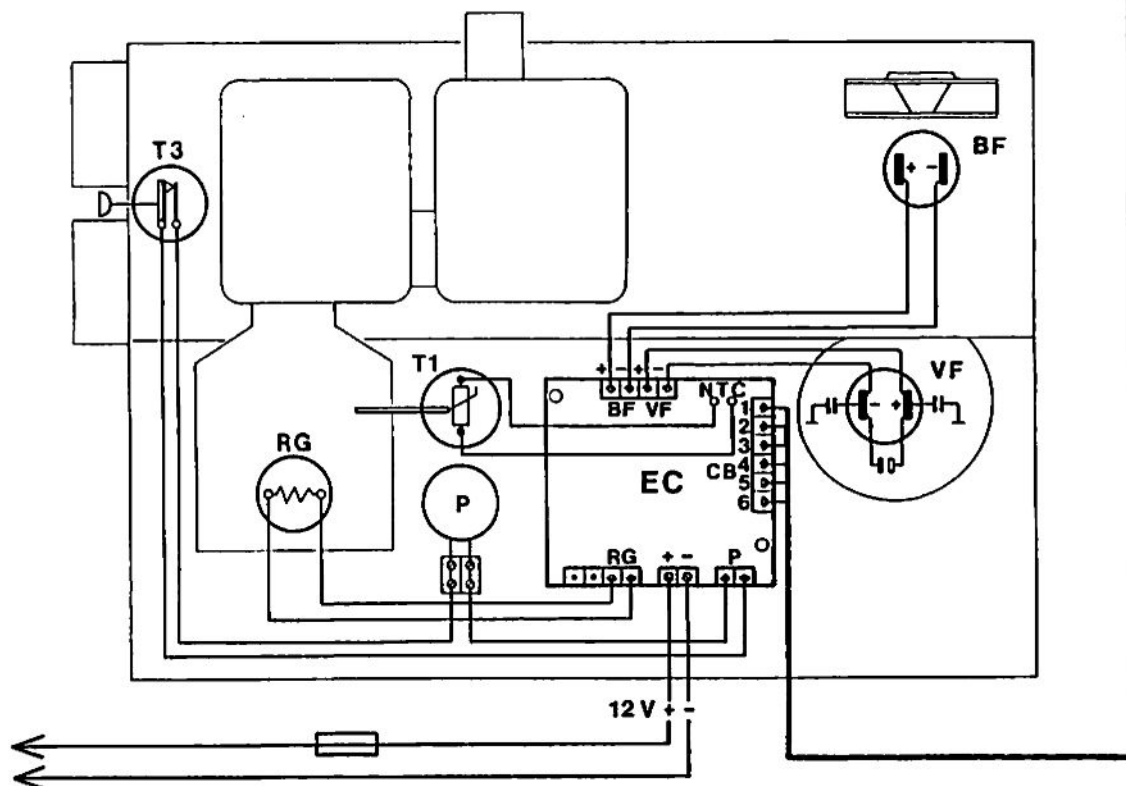 T3
BF
+ -
T1
+ - + -
BF VF
NTC
VF
- +
RG
P
EC
CB
1
2
3
4
5
6
RG
+ -
P
12 V + -